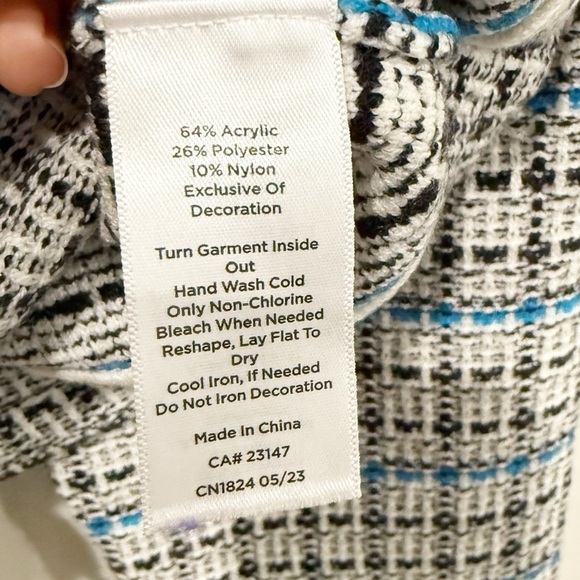 64% Acrylic
26% Polyester
10% Nylon
Exclusive Of
Decoration
Turn Garment Inside
Out
Hand Wash Cold
Only Non-Chlorine
Bleach When Needed
Reshape, Lay Flat To
Dry
Cool Iron, If Needed
Do Not Iron Decoration
Made In China
CA# 23147
CN1824 05/23